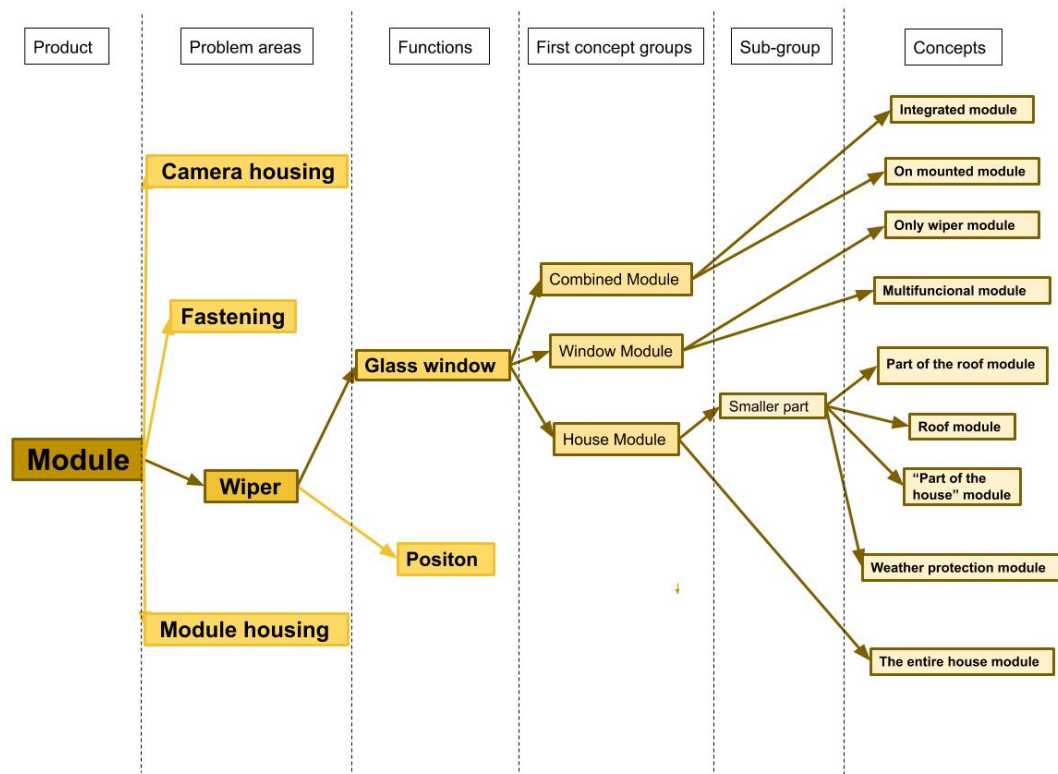 Product
Problem areas
Functions
First concept groups
Sub-group
Concepts
Module
Camera housing
Fastening
Wiper
Module housing
Glass window
Positon
Combined Module
Window Module
House Module
Smaller part
Integrated module
On mounted module
Only wiper module
Multifuncional module
Part of the roof module
Roof module
“Part of the
house” module
Weather protection module
The entire house module